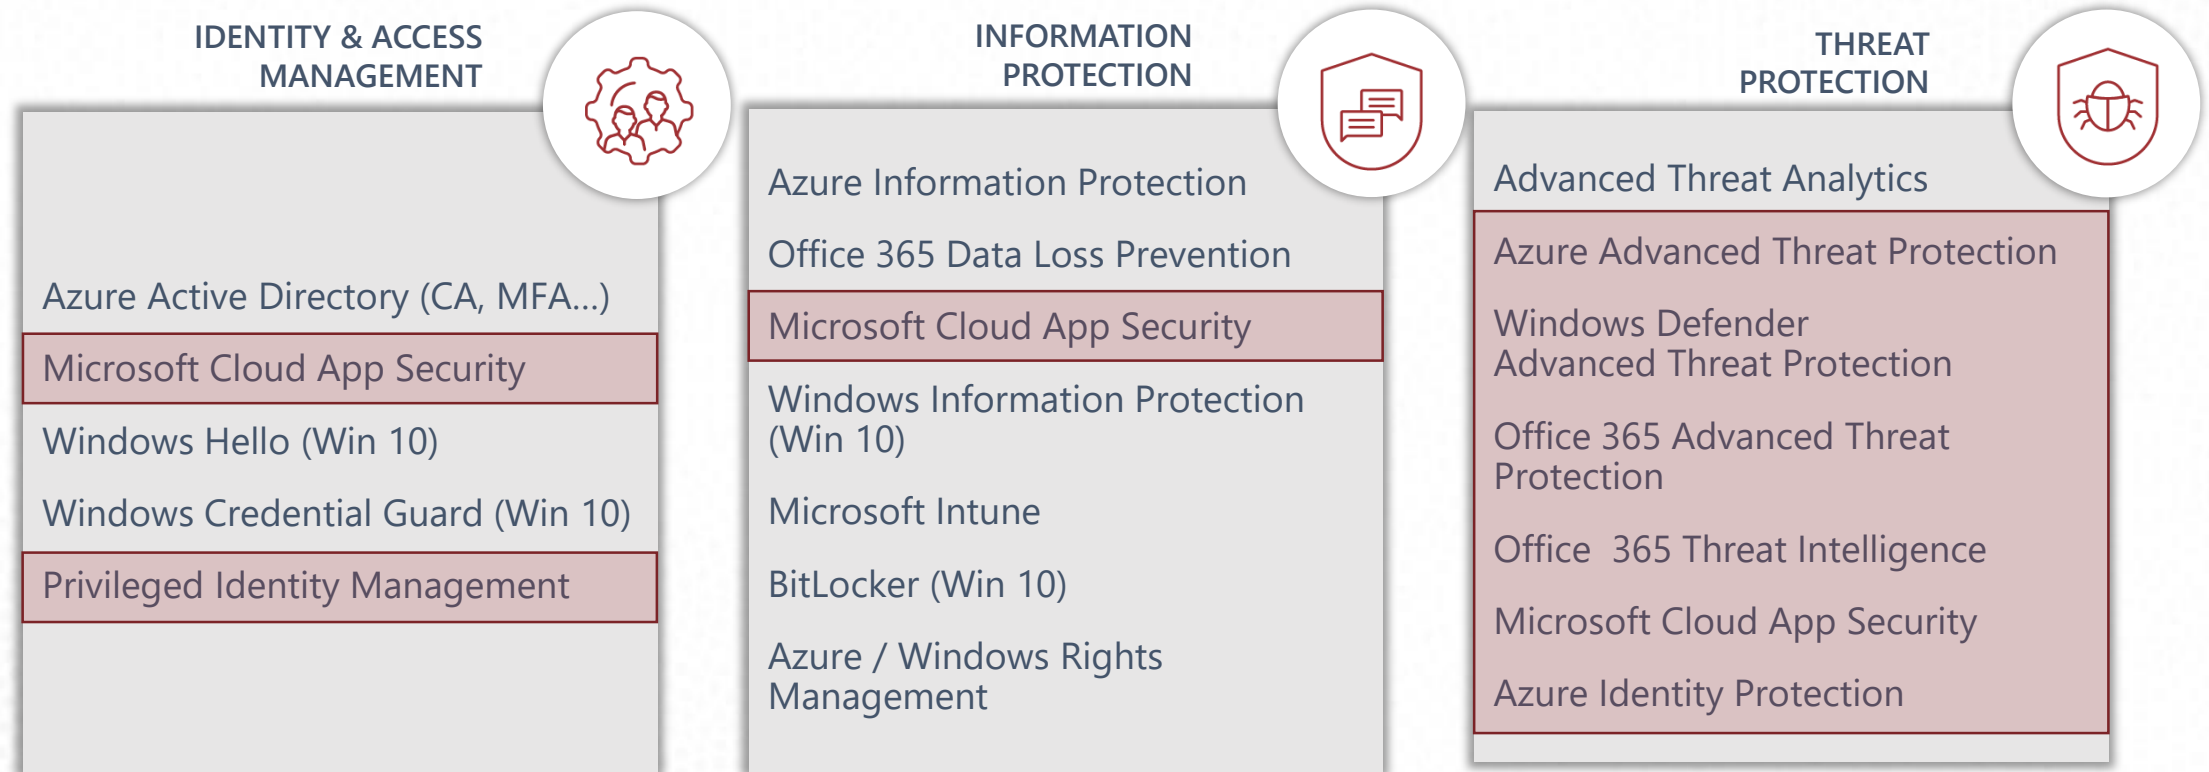 IDENTITY & ACCESS
MANAGEMENT
Azure Active Directory (CA, MFA...)
Microsoft Cloud App Security
Windows Hello (Win 10)
Windows Credential Guard (Win 10)
Privileged Identity Management
INFORMATION
PROTECTION
Azure Information Protection
Office 365 Data Loss Prevention
Microsoft Cloud App Security
Windows Information Protection
(Win 10)
Microsoft Intune
BitLocker (Win 10)
Azure / Windows Rights
Management
THREAT
PROTECTION
Advanced Threat Analytics
Azure Advanced Threat Protection
Windows Defender
Advanced Threat Protection
Office 365 Advanced Threat
Protection
Office  365 Threat Intelligence
Microsoft Cloud App Security
Azure Identity Protection